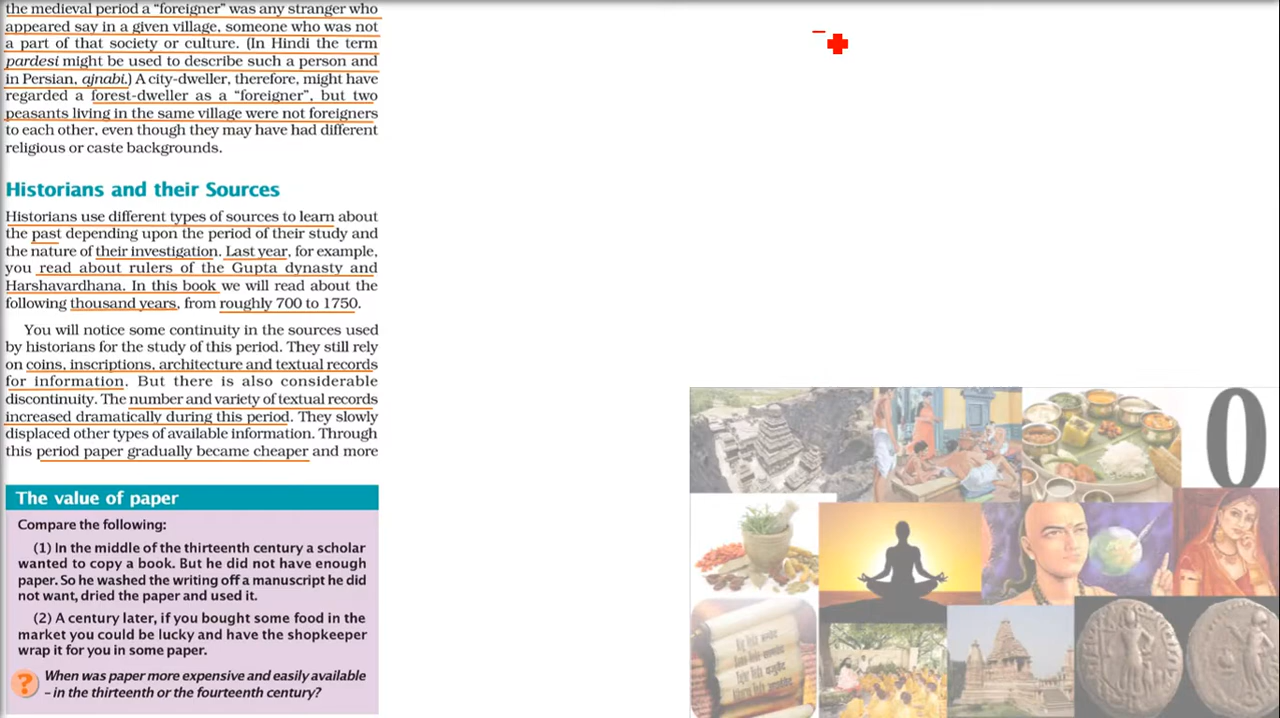 the medieval period a “foreigner” was any stranger who
appeared say in a given village, someone who was not
a part of that society or culture. (In Hindi the term
pardesi might be used to describe such a person and
in Persian, ajnabi.) A city-dweller, therefore, might have
regarded a forest-dweller as a “foreigner”, but two
peasants living in the same village were not foreigners
to each other, even though they may have had different
religious or caste backgrounds.
Historians and their Sources
Historians use different types of sources to learn about
the past depending upon the period of their study and
the nature of their investigation. Last year, for example,
you read about rulers of the Gupta dynasty and
Harshavardhana. In this book we will read about the
following thousand years, from roughly 700 to 1750.
You will notice some continuity in the sources used
by historians for the study of this period. They still rely
on coins, inscriptions, architecture and textual records
for information. But there is also considerable
discontinuity. The number and variety of textual records
increased dramatically during this period. They slowly
displaced other types of available information. Through
this period paper gradually became cheaper and more
The value of paper
Compare the following:
(1) In the middle of the thirteenth century a scholar
wanted to copy a book. But he did not have enough
paper. So he washed the writing off a manuscript he did
not want, dried the paper and used it.
(2) A century later, if you bought some food in the
market you could be lucky and have the shopkeeper
wrap it for you in some paper.
? When was paper more expensive and easily available
– in the thirteenth or the fourteenth century?
0